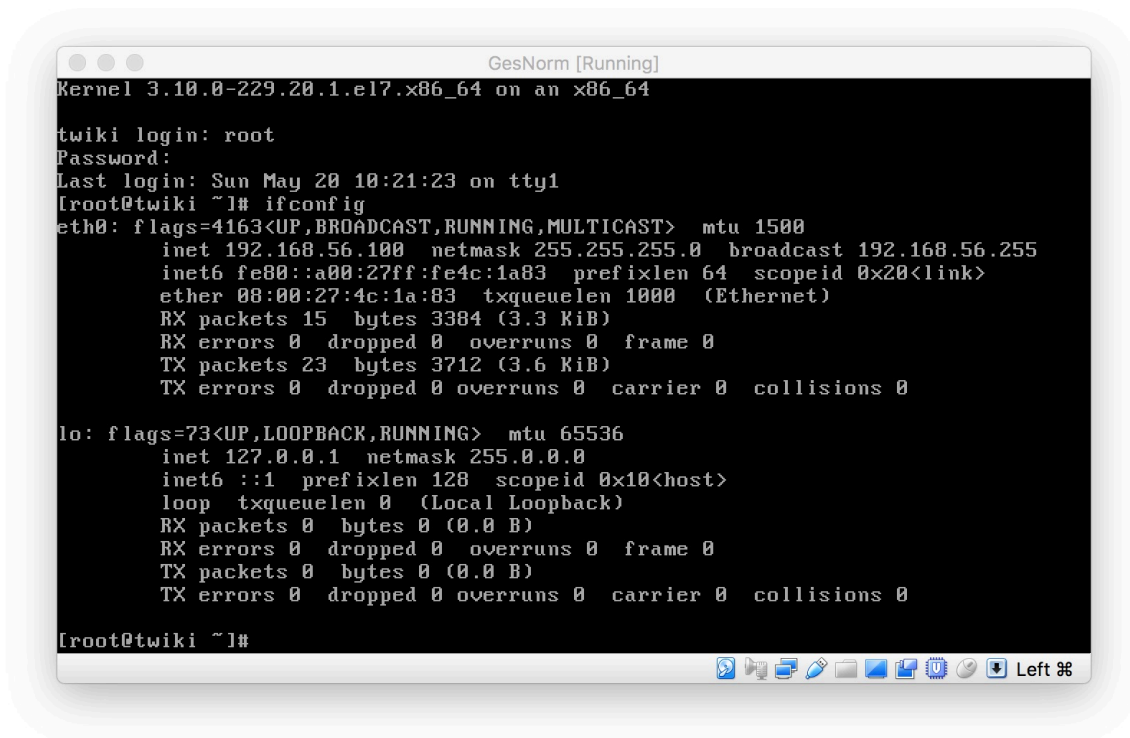 GesNorm [Running]
Kernel 3.10.0-229.20.1.el7.x86_64 on an x86_64
twiki login: root
Password:
Last login: Sun May 20 10:21:23 on tty1
[root@twiki ~]# ifconfig
eth0: flags=4163<UP,BROADCAST,RUNNING,MULTICAST>  mtu 1500
        inet 192.168.56.100  netmask 255.255.255.0  broadcast 192.168.56.255
        inet6 fe80::a00:27ff:fe4c:1a83  prefixlen 64  scopeid 0x20<link>
        ether 08:00:27:4c:1a:83  txqueuelen 1000  (Ethernet)
        RX packets 15  bytes 3384 (3.3 KiB)
        RX errors 0  dropped 0  overruns 0  frame 0
        TX packets 23  bytes 3712 (3.6 KiB)
        TX errors 0  dropped 0 overruns 0  carrier 0  collisions 0
lo: flags=73<UP,LOOPBACK,RUNNING>  mtu 65536
        inet 127.0.0.1  netmask 255.0.0.0
        inet6 ::1  prefixlen 128  scopeid 0x10<host>
        loop  txqueuelen 0  (Local Loopback)
        RX packets 0  bytes 0 (0.0 B)
        RX errors 0  dropped 0  overruns 0  frame 0
        TX packets 0  bytes 0 (0.0 B)
        TX errors 0  dropped 0 overruns 0  carrier 0  collisions 0
[root@twiki ~]#
Left ⌘